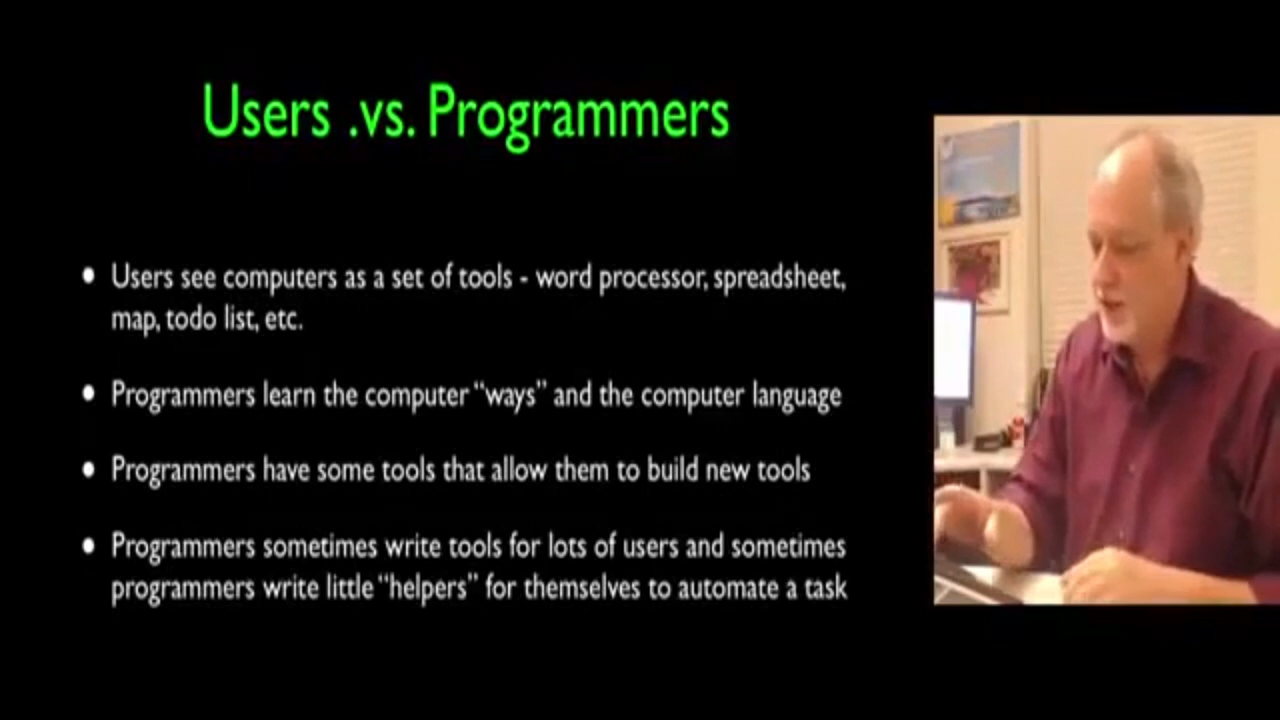 Users .vs. Programmers
• Users see computers as a set of tools - word processor, spreadsheet,
map, todo list, etc.
• Programmers learn the computer “ways” and the computer language
• Programmers have some tools that allow them to build new tools
• Programmers sometimes write tools for lots of users and sometimes
programmers write little “helpers” for themselves to automate a task